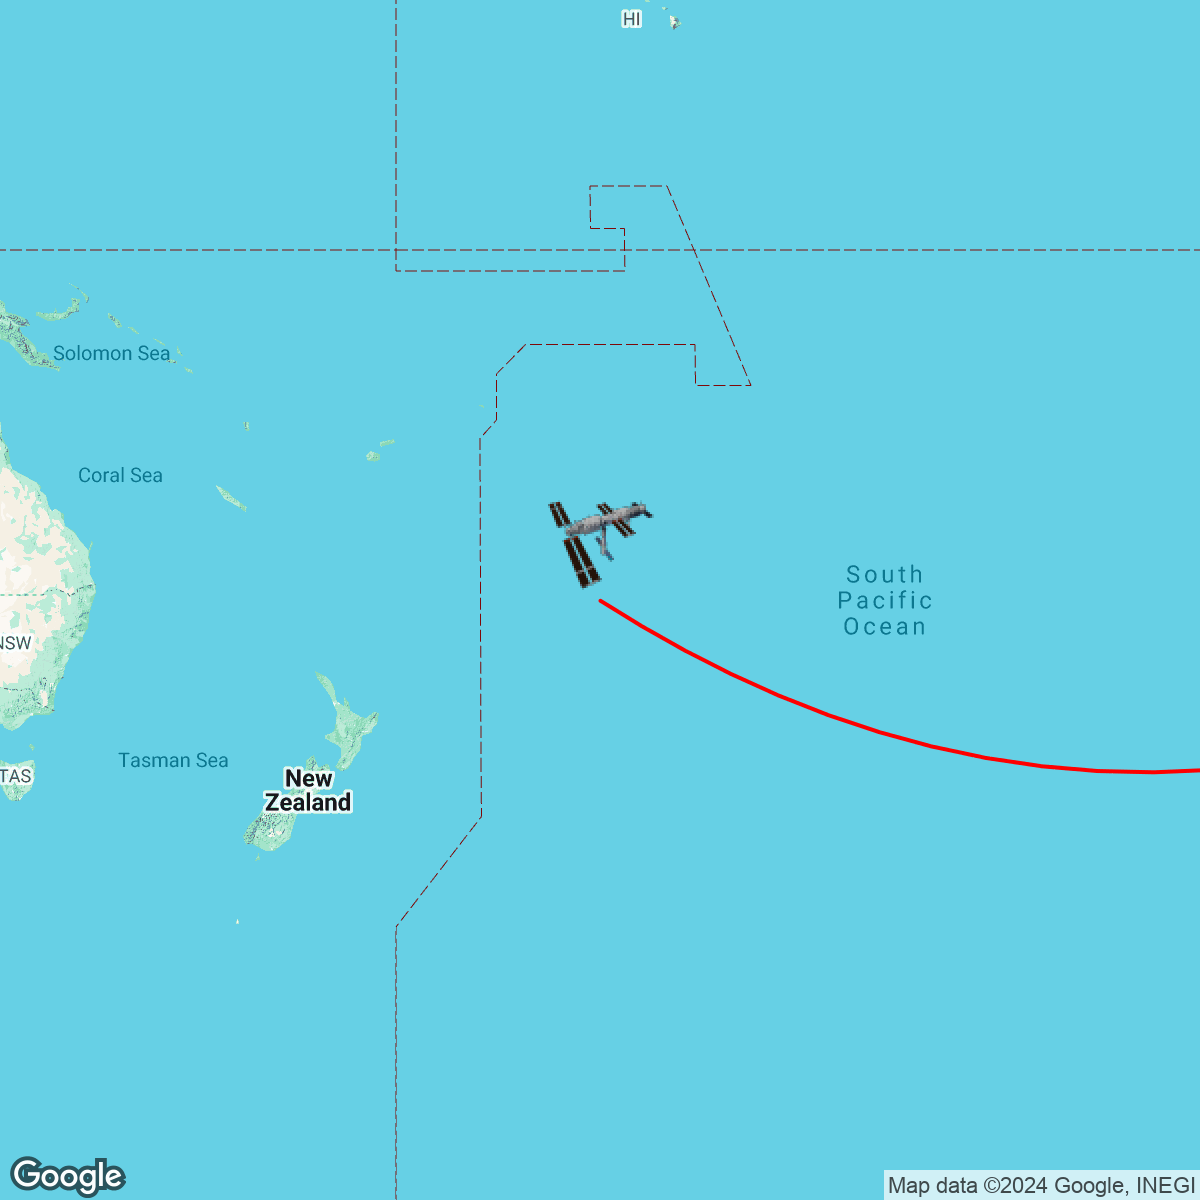 HI
Solomon Sea
Coral Sea
South
Pacific
Ocean
NSW
Tasman Sea
TAS
New
Zealand
Google
Map data ©2024 Google, INEGI